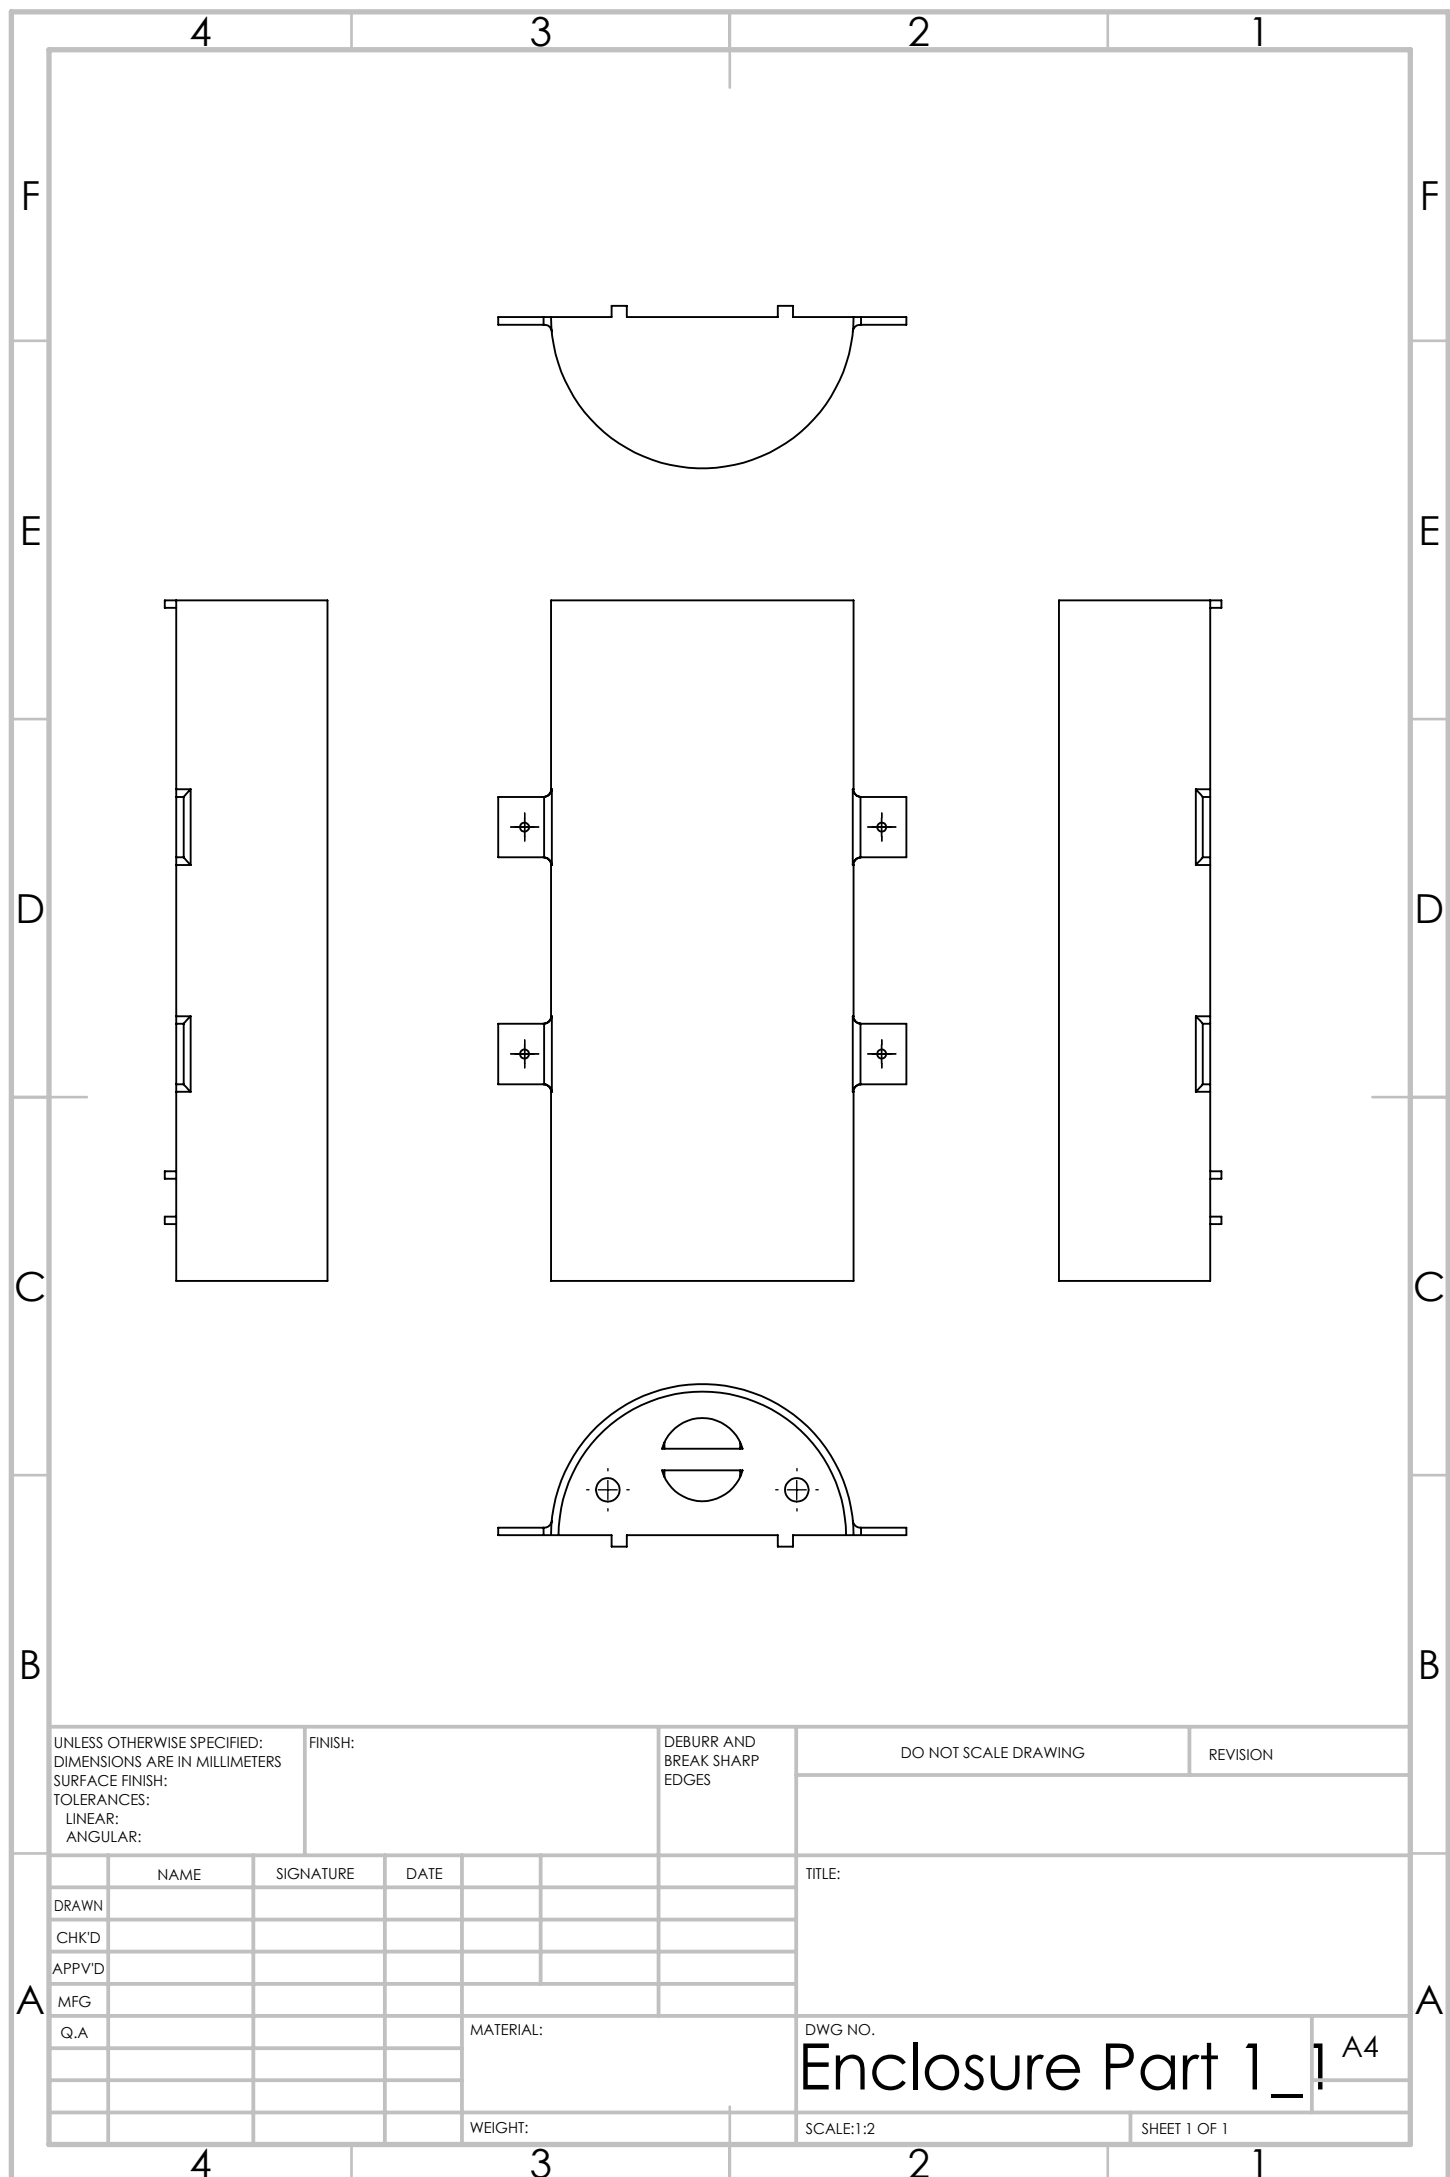 4 3 2 1
F F
E E
D D
C C
B B
UNLESS OTHERWISE SPECIFIED:
DIMENSIONS ARE IN MILLIMETERS
SURFACE FINISH:
TOLERANCES:
LINEAR:
ANGULAR:
FINISH:
DEBURR AND
BREAK SHARP
EDGES
DO NOT SCALE DRAWING
REVISION
NAME SIGNATURE DATE
DRAWN
CHK'D
APPV'D
MFG
Q.A
TITLE:
A A
MATERIAL:
DWG NO.
Enclosure Part 1_1
A4
WEIGHT:
SCALE:1:2
SHEET 1 OF 1
4 3 2 1